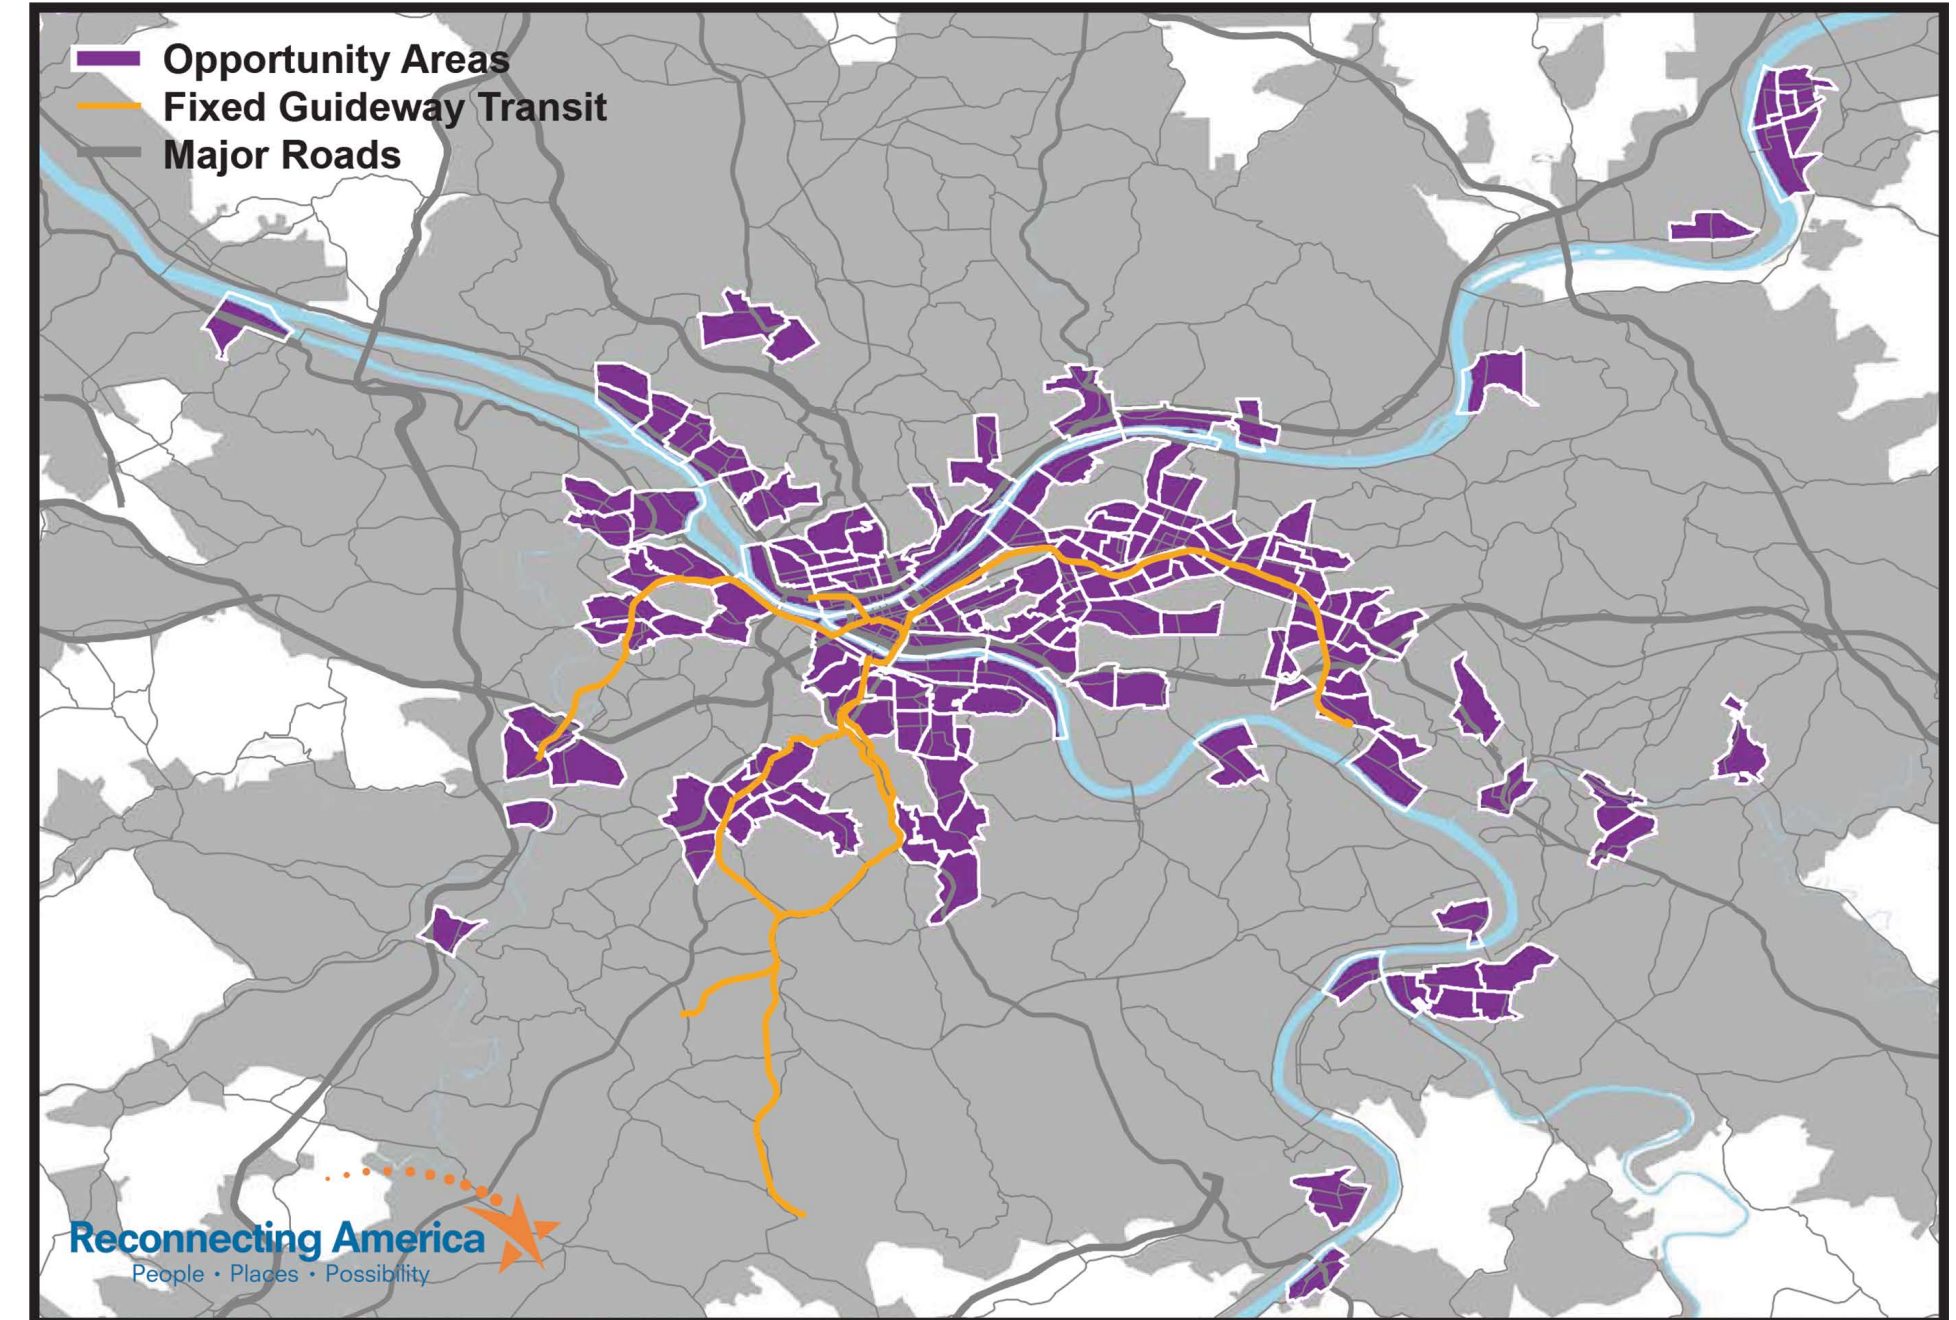 Opportunity Areas
Fixed Guideway Transit
Major Roads
Reconnecting America
People • Places • Possibility